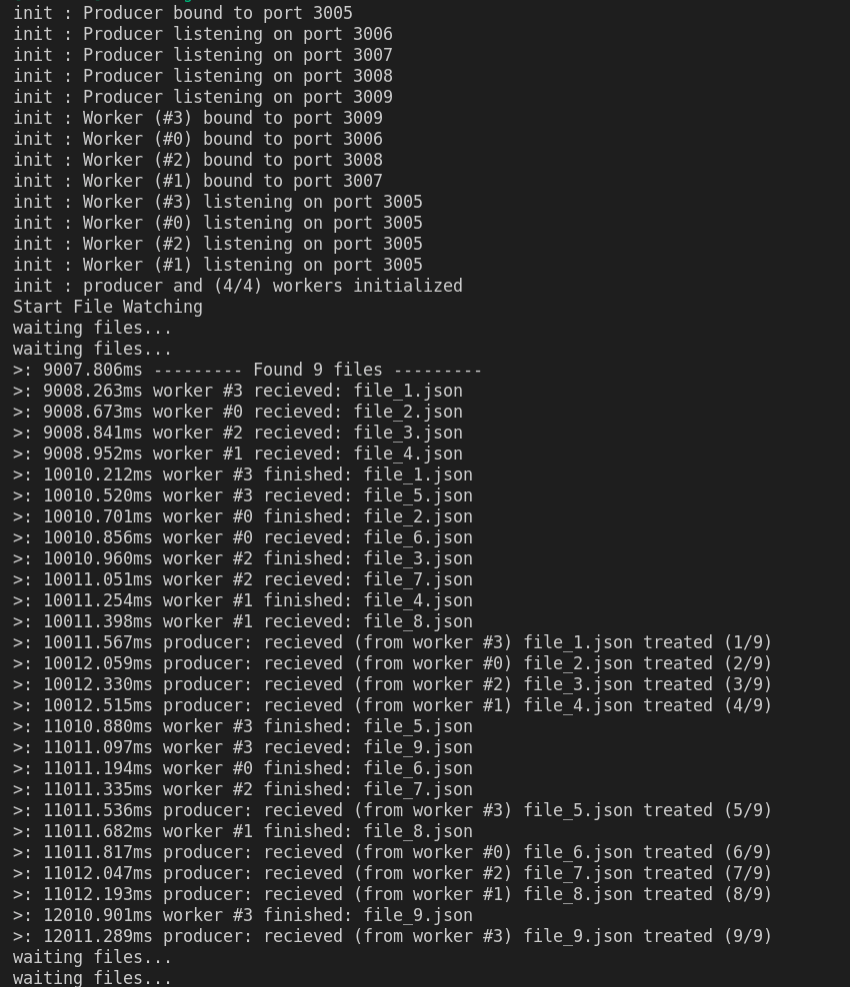 init : Producer bound to port 3005
init : Producer listening on port 3006
init : Producer listening on port 3007
init : Producer listening on port 3008
init : Producer listening on port 3009
init : Worker (#3) bound to port 3009
init : Worker (#0) bound to port 3006
init : Worker (#2) bound to port 3008
init : Worker (#1) bound to port 3007
init : Worker (#3) listening on port 3005
init : Worker (#0) listening on port 3005
init : Worker (#2) listening on port 3005
init : Worker (#1) listening on port 3005
init : producer and (4/4) workers initialized
Start File Watching
waiting files...
waiting files...
>: 9007.806ms --------- Found 9 files ---------
>: 9008.263ms worker #3 recieved: file_1.json
>: 9008.673ms worker #0 recieved: file_2.json
>: 9008.841ms worker #2 recieved: file_3.json
>: 9008.952ms worker #1 recieved: file_4.json
>: 10010.212ms worker #3 finished: file_1.json
>: 10010.520ms worker #3 recieved: file_5.json
>: 10010.701ms worker #0 finished: file_2.json
>: 10010.856ms worker #0 recieved: file_6.json
>: 10010.960ms worker #2 finished: file_3.json
>: 10011.051ms worker #2 recieved: file_7.json
>: 10011.254ms worker #1 finished: file_4.json
>: 10011.398ms worker #1 recieved: file_8.json
>: 10011.567ms producer: recieved (from worker #3) file_1.json treated (1/9)
>: 10012.059ms producer: recieved (from worker #0) file_2.json treated (2/9)
>: 10012.330ms producer: recieved (from worker #2) file_3.json treated (3/9)
>: 10012.515ms producer: recieved (from worker #1) file_4.json treated (4/9)
>: 11010.880ms worker #3 finished: file_5.json
>: 11011.097ms worker #3 recieved: file_9.json
>: 11011.194ms worker #0 finished: file_6.json
>: 11011.335ms worker #2 finished: file_7.json
>: 11011.536ms producer: recieved (from worker #3) file_5.json treated (5/9)
>: 11011.682ms worker #1 finished: file_8.json
>: 11011.817ms producer: recieved (from worker #0) file_6.json treated (6/9)
>: 11012.047ms producer: recieved (from worker #2) file_7.json treated (7/9)
>: 11012.193ms producer: recieved (from worker #1) file_8.json treated (8/9)
>: 12010.901ms worker #3 finished: file_9.json
>: 12011.289ms producer: recieved (from worker #3) file_9.json treated (9/9)
waiting files...
waiting files...